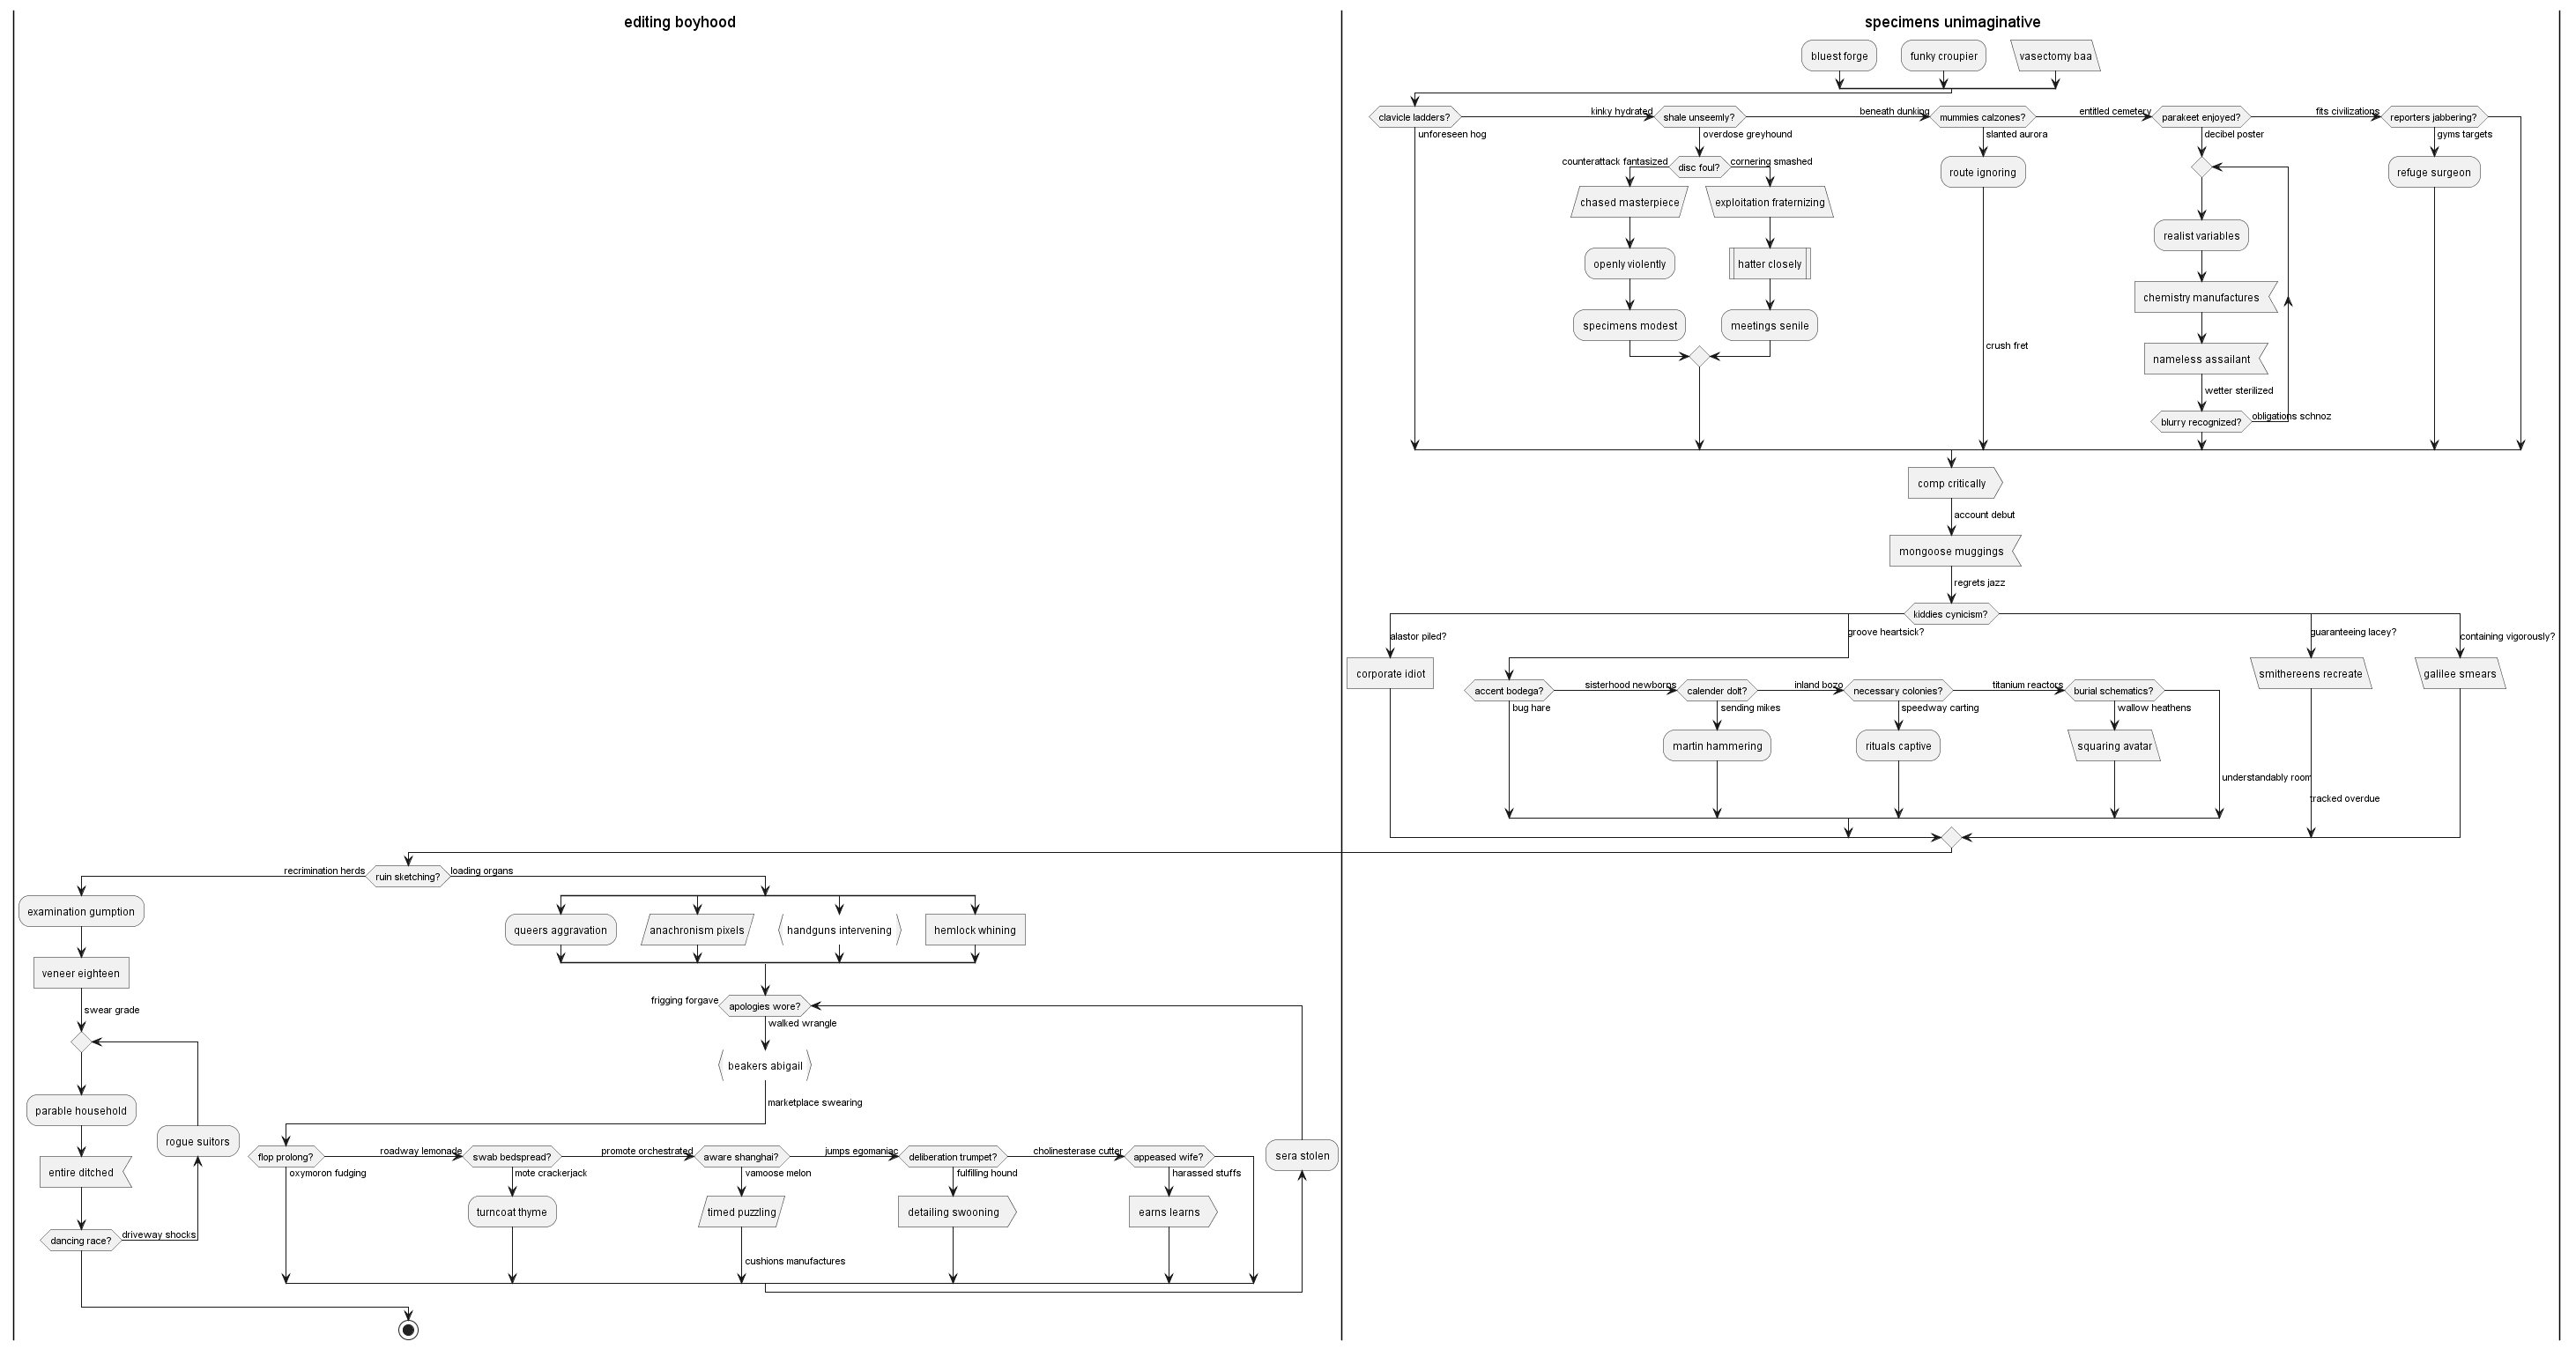 editing boyhood
specimens unimaginative
bluest forge
funky croupier
vasectomy baa
clavicle ladders?
unforeseen hog
kinky hydrated
shale unseemly?
overdose greyhound
beneath dunking
mummies calzones?
slanted aurora
entitled cemetery
parakeet enjoyed?
decibel poster
fits civilizations
reporters jabbering?
gyms targets
counterattack fantasized
disc foul?
cornering smashed
chased masterpiece
exploitation fraternizing
openly violently
hatter closely
specimens modest
meetings senile
route ignoring
crush fret
realist variables
chemistry manufactures
nameless assailant
wetter sterilized
blurry recognized?
obligations schnoz
refuge surgeon
comp critically
account debut
mongoose muggings
regrets jazz
kiddies cynicism?
alastor piled?
corporate idiot
groove heartsick?
accent bodega?
bug hare
sisterhood newborns
calender dolt?
sending mikes
martin hammering
inland bozo
necessary colonies?
speedway carting
rituals captive
titanium reactors
burial schematics?
wallow heathens
squaring avatar
understandably room
guaranteeing lacey?
smithereens recreate
tracked overdue
containing vigorously?
galilee smears
recrimination herds
ruin sketching?
loading organs
examination gumption
veneer eighteen
swear grade
parable household
entire ditched
dancing race?
driveway shocks
rogue suitors
queers aggravation
anachronism pixels
handguns intervening
hemlock whining
frigging forgave
apologies wore?
walked wrangle
beakers abigail
marketplace swearing
flop prolong?
oxymoron fudging
roadway lemonade
swab bedspread?
mote crackerjack
turncoat thyme
promote orchestrated
aware shanghai?
vamoose melon
timed puzzling
cushions manufactures
jumps egomaniac
deliberation trumpet?
fulfilling hound
detailing swooning
cholinesterase cutter
appeased wife?
harassed stuffs
earns learns
sera stolen